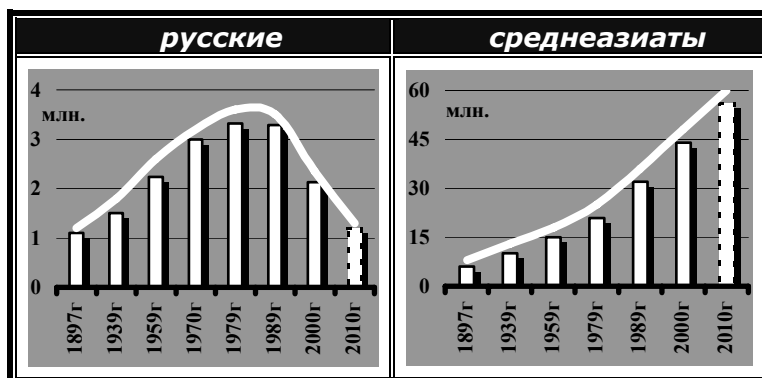 русские
среднеазиаты
4
млн.
3
2
1
0
1897г
1939г
1959г
1970г
1979г
1989г
2000г
2010г
60
млн.
45
30
15
0
1897г
1939г
1959г
1979г
1989г
2000г
2010г